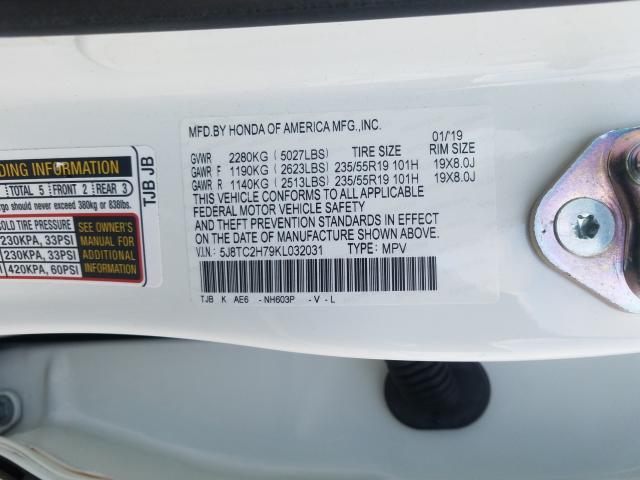 DING INFORMATION
TOTAL 5 FRONT 2 REAR 3
rgo should never exceed 380kg or 838lbs.
OLD TIRE PRESSURE
230KPA, 33PSI
230KPA, 33PSI
420KPA, 60PSI
SEE OWNER'S
MANUAL FOR
ADDITIONAL
INFORMATION
TJB JB
MFD.BY HONDA OF AMERICA MFG.,INC. 01/'19
GVWR 2280KG (5027LBS) TIRE SIZE RIM SIZE
GAWR F 1190KG (2623LBS) 235/55R19 101H 19X8.0J
GAWR R 1140KG (2513LBS) 235/55R19 101H 19X8.0J
THIS VEHICLE CONFORMS TO ALL APPLICABLE
FEDERAL MOTOR VEHICLE SAFETY
AND THEFT PREVENTION STANDARDS IN EFFECT
ON THE DATE OF MANUFACTURE SHOWN ABOVE.
V.I.N.: 5J8TC2H79KL032031 TYPE: MPV
TJB K AE6 -NH603P -V-L